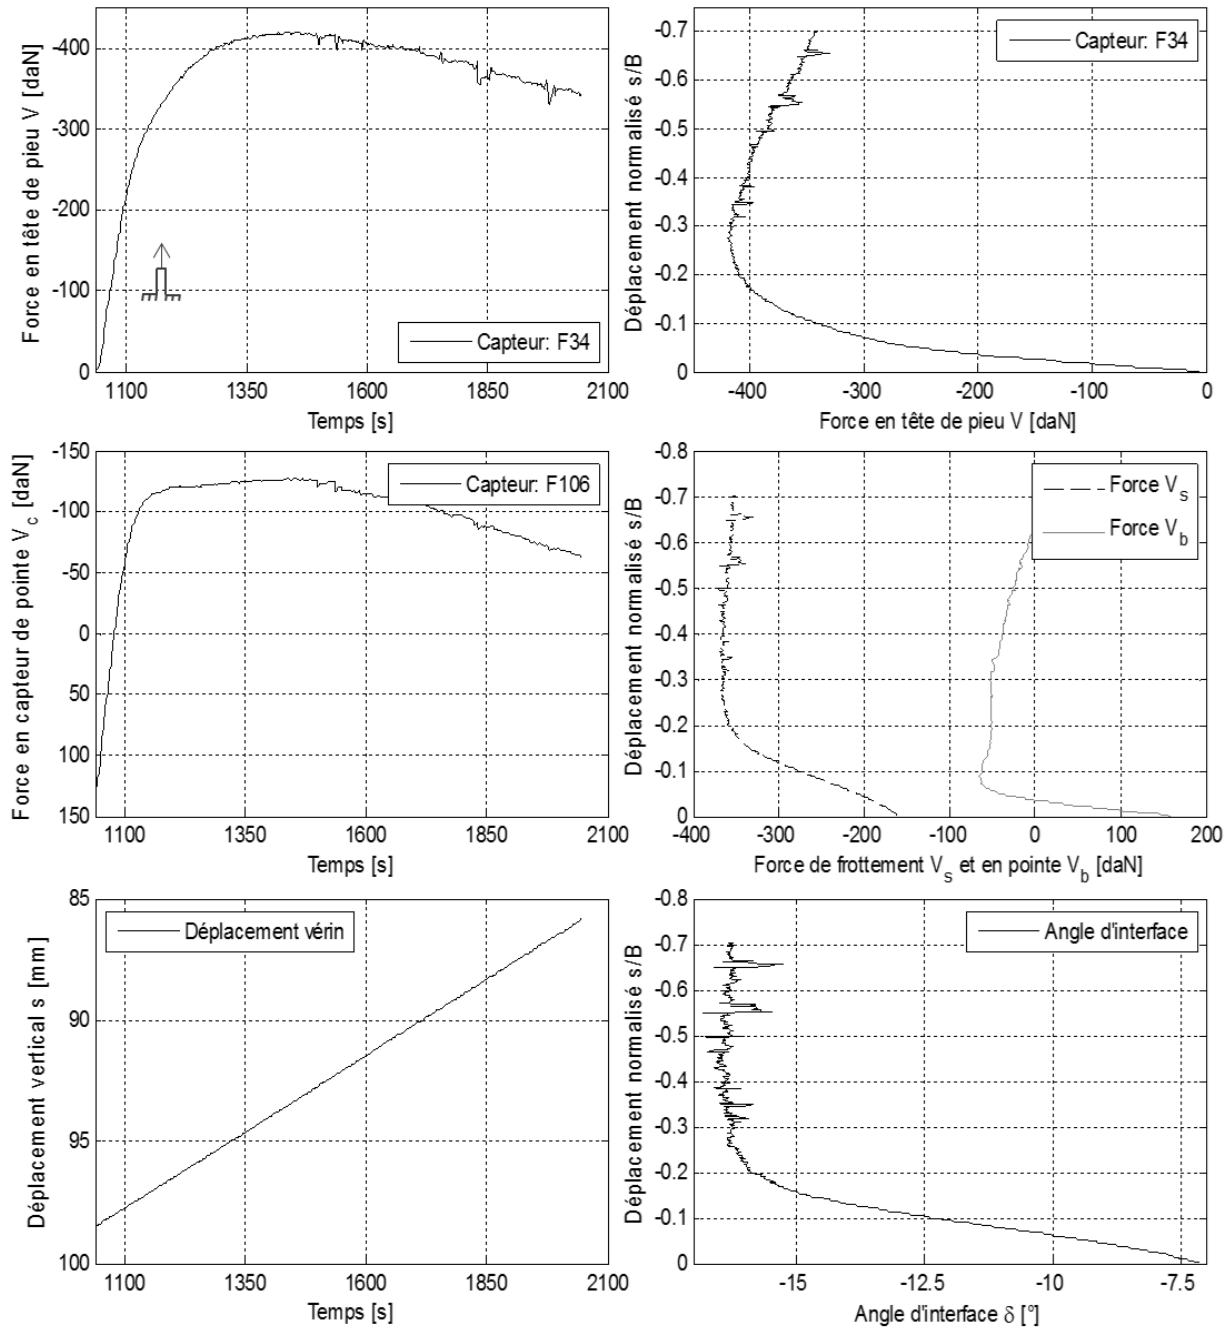 Force en tête de pieu V [daN]
-400
-300
-200
-100
0
1100 1350 1600 1850 2100
Temps [s]
Capteur: F34
Déplacement normalisé s/B
-0.7
-0.6
-0.5
-0.4
-0.3
-0.2
-0.1
0
-400 -300 -200 -100 0
Force en tête de pieu V [daN]
Capteur: F34
Force en capteur de pointe Vc [daN]
-150
-100
-50
0
50
100
150
1100 1350 1600 1850 2100
Temps [s]
Capteur: F106
Déplacement normalisé s/B
-0.8
-0.7
-0.6
-0.5
-0.4
-0.3
-0.2
-0.1
0
-400 -300 -200 -100 0 100 200
Force de frottement Vs et en pointe Vb [daN]
Force Vs
Force Vb
Déplacement vertical s [mm]
85
90
95
100
1100 1350 1600 1850 2100
Temps [s]
Déplacement vérin
Déplacement normalisé s/B
-0.8
-0.7
-0.6
-0.5
-0.4
-0.3
-0.2
-0.1
0
-15 -12.5 -10 -7.5
Angle d'interface δ [°]
Angle d'interface